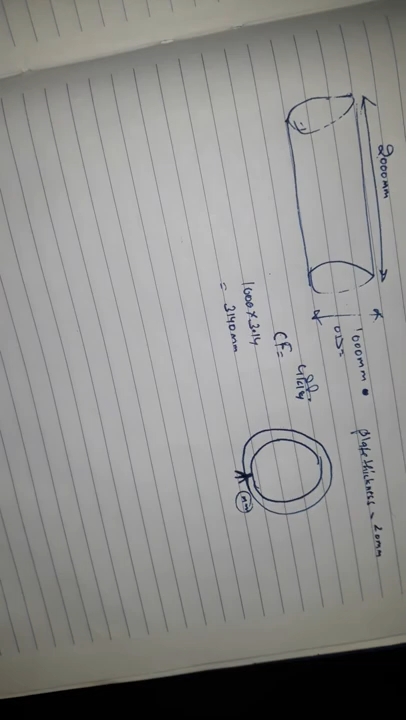 2000mm
OD=
1000mm
plate thickness = 20mm
CF=
1000 x 3.14
= 3140mm